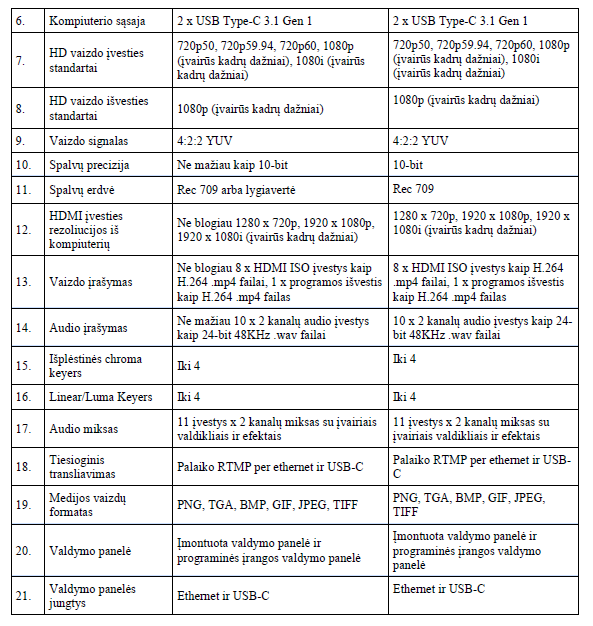 6.
Kompiuterio sąsaja
2 x USB Type-C 3.1 Gen 1
2 x USB Type-C 3.1 Gen 1
7.
HD vaizdo įvesties
standartai
720p50, 720p59.94, 720p60, 1080p
(įvairūs kadrų dažniai), 1080i (įvairūs
kadrų dažniai)
720p50, 720p59.94, 720p60, 1080p
(įvairūs kadrų dažniai), 1080i
(įvairūs kadrų dažniai)
8.
HD vaizdo išvesties
standartai
1080p (įvairūs kadrų dažniai)
1080p (įvairūs kadrų dažniai)
9.
Vaizdo signalas
4:2:2 YUV
4:2:2 YUV
10.
Spalvų precizija
Ne mažiau kaip 10-bit
10-bit
11.
Spalvų erdvė
Rec 709 arba lygiavertė
Rec 709
12.
HDMI įvesties
rezoliucijos iš
kompiuterių
Ne blogiau 1280 x 720p, 1920 x 1080p,
1920 x 1080i (įvairūs kadrų dažniai)
1280 x 720p, 1920 x 1080p, 1920 x
1080i (įvairūs kadrų dažniai)
13.
Vaizdo įrašymas
Ne blogiau 8 x HDMI ISO įvestys kaip
H.264 .mp4 failai, 1 x programos išvestis
kaip H.264 .mp4 failas
8 x HDMI ISO įvestys kaip H.264
.mp4 failai, 1 x programos išvestis
kaip H.264 .mp4 failas
14.
Audio įrašymas
Ne mažiau 10 x 2 kanalų audio įvestys
kaip 24-bit 48KHz .wav failai
10 x 2 kanalų audio įvestys kaip 24-
bit 48KHz .wav failai
15.
Išplėstinės chroma
keyers
Iki 4
Iki 4
16.
Linear/Luma Keyers
Iki 4
Iki 4
17.
Audio miksas
11 įvestys x 2 kanalų miksas su įvairiais
valdikliais ir efektais
11 įvestys x 2 kanalų miksas su
įvairiais valdikliais ir efektais
18.
Tiesioginis
transliavimas
Palaiko RTMP per ethernet ir USB-C
Palaiko RTMP per ethernet ir USB-
C
19.
Medijos vaizdų
formatas
PNG, TGA, BMP, GIF, JPEG, TIFF
PNG, TGA, BMP, GIF, JPEG,
TIFF
20.
Valdymo panelė
Įmontuota valdymo panelė ir
programinės įrangos valdymo panelė
Įmontuota valdymo panelė ir
programinės įrangos valdymo
panelė
21.
Valdymo panelės
jungtys
Ethernet ir USB-C
Ethernet ir USB-C